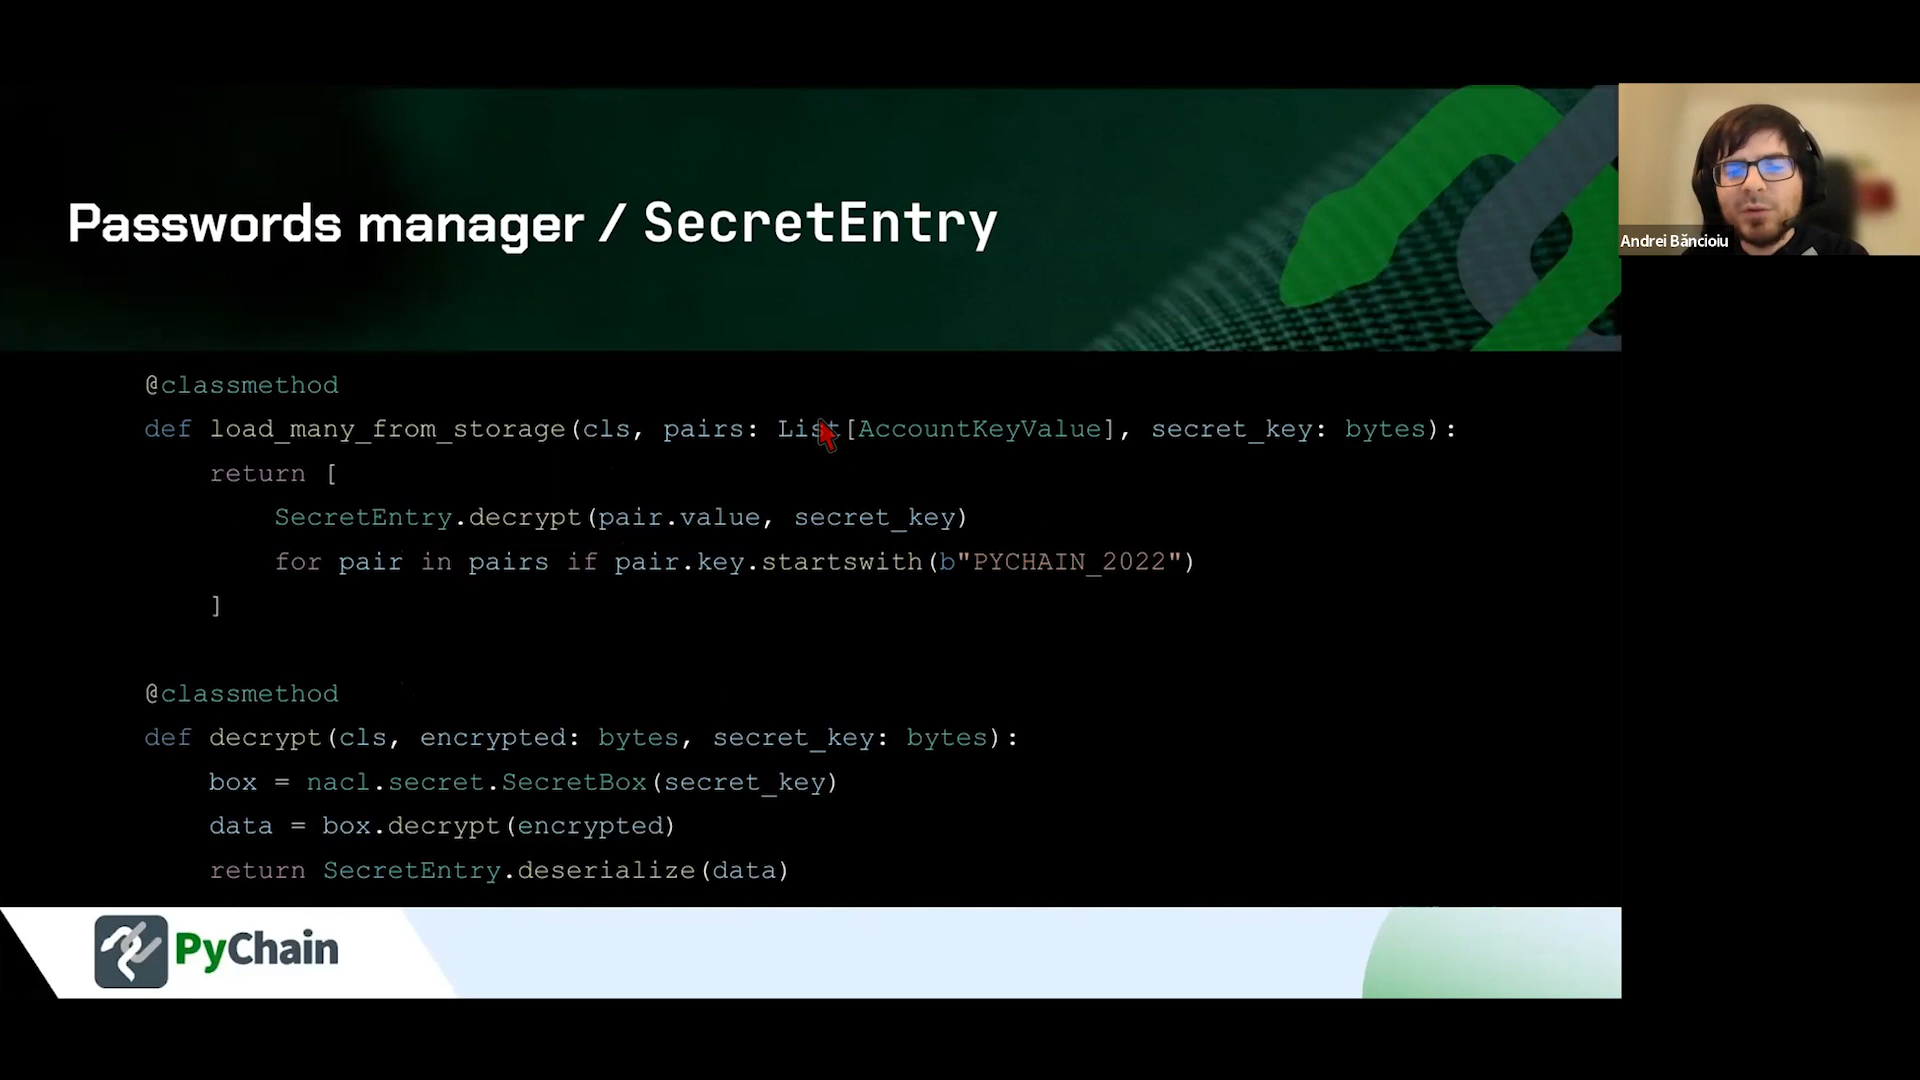 Passwords manager / SecretEntry
Andrei Băncioiu
@classmethod
def load_many_from_storage(cls, pairs: List[AccountKeyValue], secret_key: bytes):
    return [
        SecretEntry.decrypt(pair.value, secret_key)
        for pair in pairs if pair.key.startswith(b"PYCHAIN_2022")
    ]
@classmethod
def decrypt(cls, encrypted: bytes, secret_key: bytes):
    box = nacl.secret.SecretBox(secret_key)
    data = box.decrypt(encrypted)
    return SecretEntry.deserialize(data)
PyChain